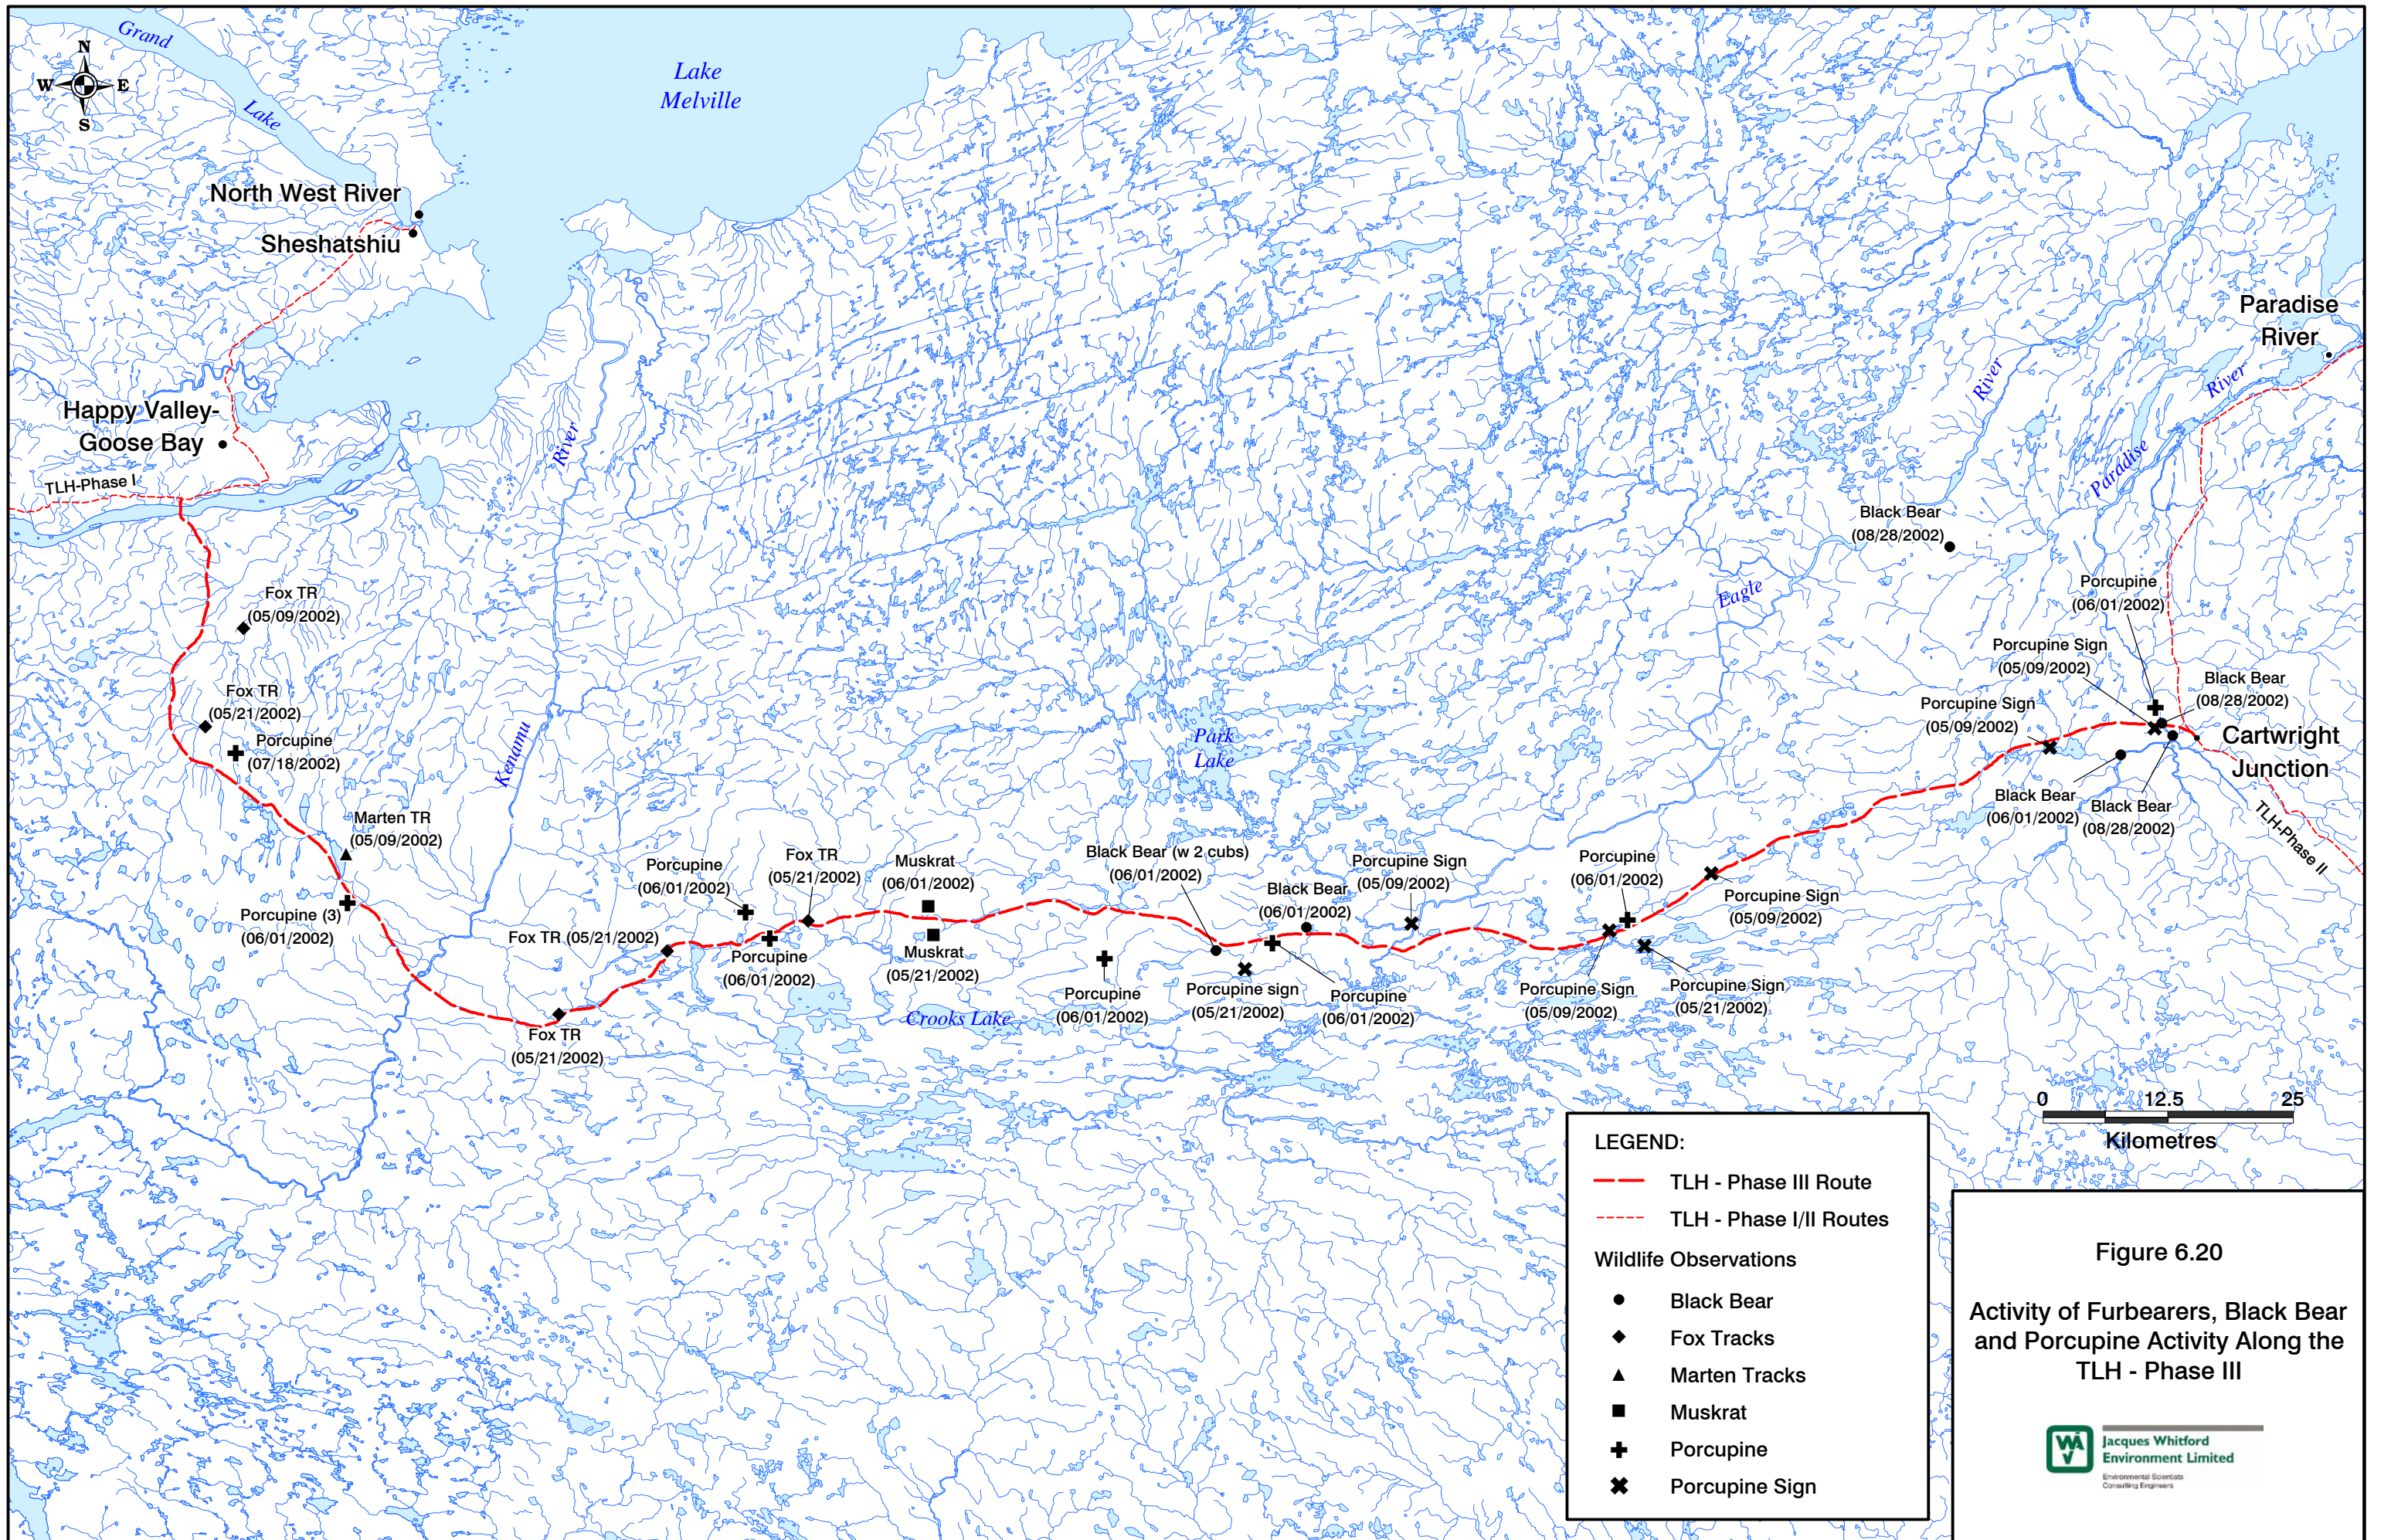 Grand
Lake
N
W
E
S
Lake
Melville
North West River
Sheshatshiu
Happy Valley-
Goose Bay
TLH-Phase I
River
Kenamu
Paradise
River
River
River
Paradise
Eagle
Black Bear
(08/28/2002)
Fox TR
(05/09/2002)
Fox TR
(05/21/2002)
Porcupine
(07/18/2002)
Marten TR
(05/09/2002)
Porcupine (3)
(06/01/2002)
Fox TR (05/21/2002)
Fox TR
(05/21/2002)
Porcupine
(06/01/2002)
Porcupine
(06/01/2002)
Fox TR
(05/21/2002)
Muskrat
(06/01/2002)
Muskrat
(05/21/2002)
Crooks Lake
Park
Lake
Black Bear (w 2 cubs)
(06/01/2002)
Porcupine
(06/01/2002)
Porcupine sign
(05/21/2002)
Black Bear
(06/01/2002)
Porcupine
(06/01/2002)
Porcupine Sign
(05/09/2002)
Porcupine
(06/01/2002)
Porcupine Sign
(05/09/2002)
Porcupine Sign
(05/21/2002)
Porcupine Sign
(05/09/2002)
Porcupine
(06/01/2002)
Porcupine Sign
(05/09/2002)
Porcupine Sign
(05/09/2002)
Black Bear
(08/28/2002)
Cartwright
Junction
Black Bear
(06/01/2002)
Black Bear
(08/28/2002)
TLH-Phase II
0 12.5 25
Kilometres
LEGEND:
TLH - Phase III Route
TLH - Phase I/II Routes
Wildlife Observations
Black Bear
Fox Tracks
Marten Tracks
Muskrat
Porcupine
Porcupine Sign
Figure 6.20
Activity of Furbearers, Black Bear
and Porcupine Activity Along the
TLH - Phase III
Jacques Whitford
Environment Limited
Environmental Scientists
Consulting Engineers